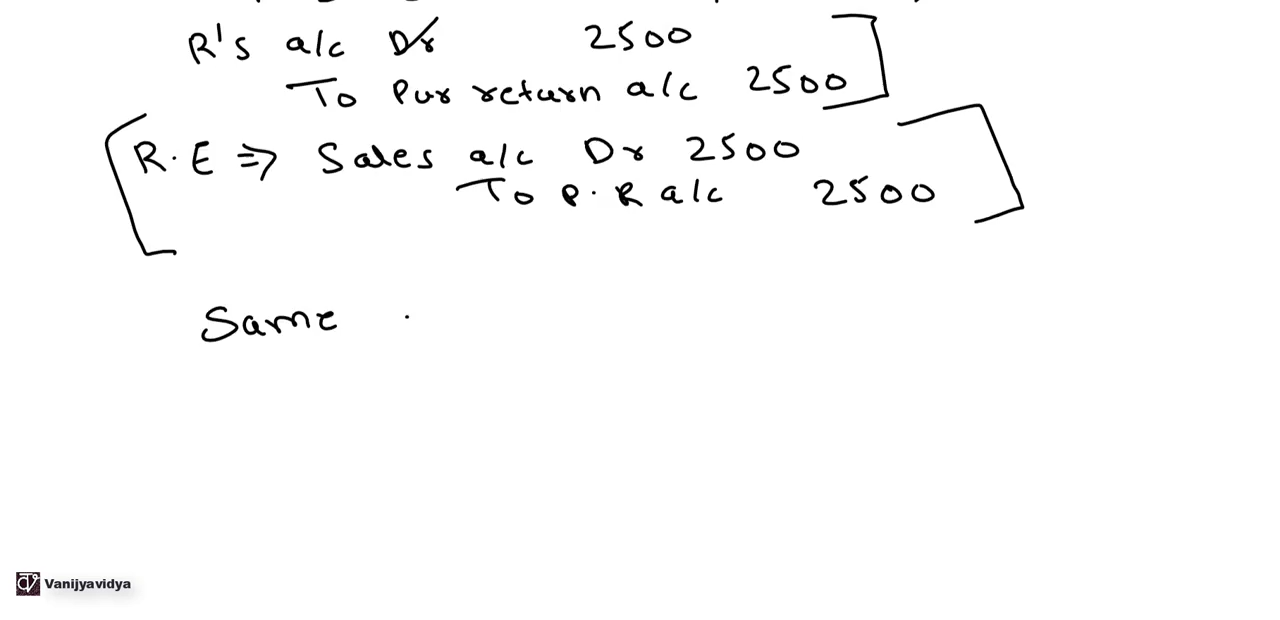 R's a/c Dr 2500
To Pur return a/c 2500
R.E ⇒ Sales a/c Dr 2500
To P.R a/c 2500
Same
Vanijyavidya